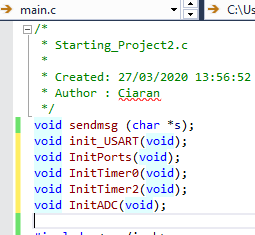 main.c
C:\Us
/*
* Starting_Project2.c
*
* Created: 27/03/2020 13:56:52
* Author : Ciaran
*/
void sendmsg (char *s);
void init_USART(void);
void InitPorts(void);
void InitTimer0(void);
void InitTimer2(void);
void InitADC(void);